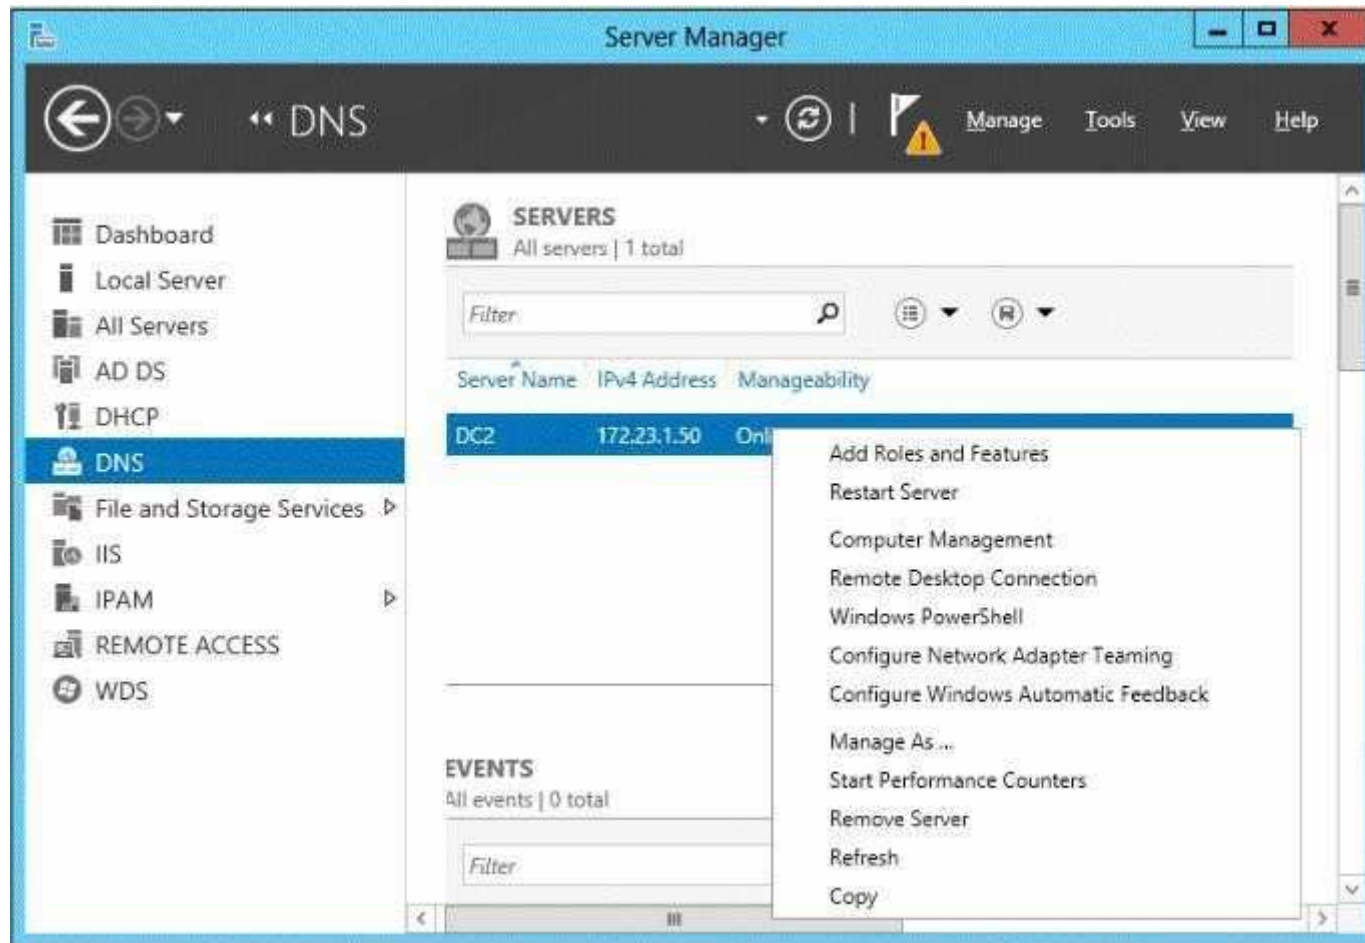 Server Manager
DNS
Manage Tools View Help
Dashboard
Local Server
All Servers
AD DS
DHCP
DNS
File and Storage Services
IIS
IPAM
REMOTE ACCESS
WDS
SERVERS
All servers | 1 total
Filter
Server Name IPv4 Address Manageability
DC2 172.23.1.50 Onli
Add Roles and Features
Restart Server
Computer Management
Remote Desktop Connection
Windows PowerShell
Configure Network Adapter Teaming
Configure Windows Automatic Feedback
Manage As ...
Start Performance Counters
Remove Server
Refresh
Copy
EVENTS
All events | 0 total
Filter